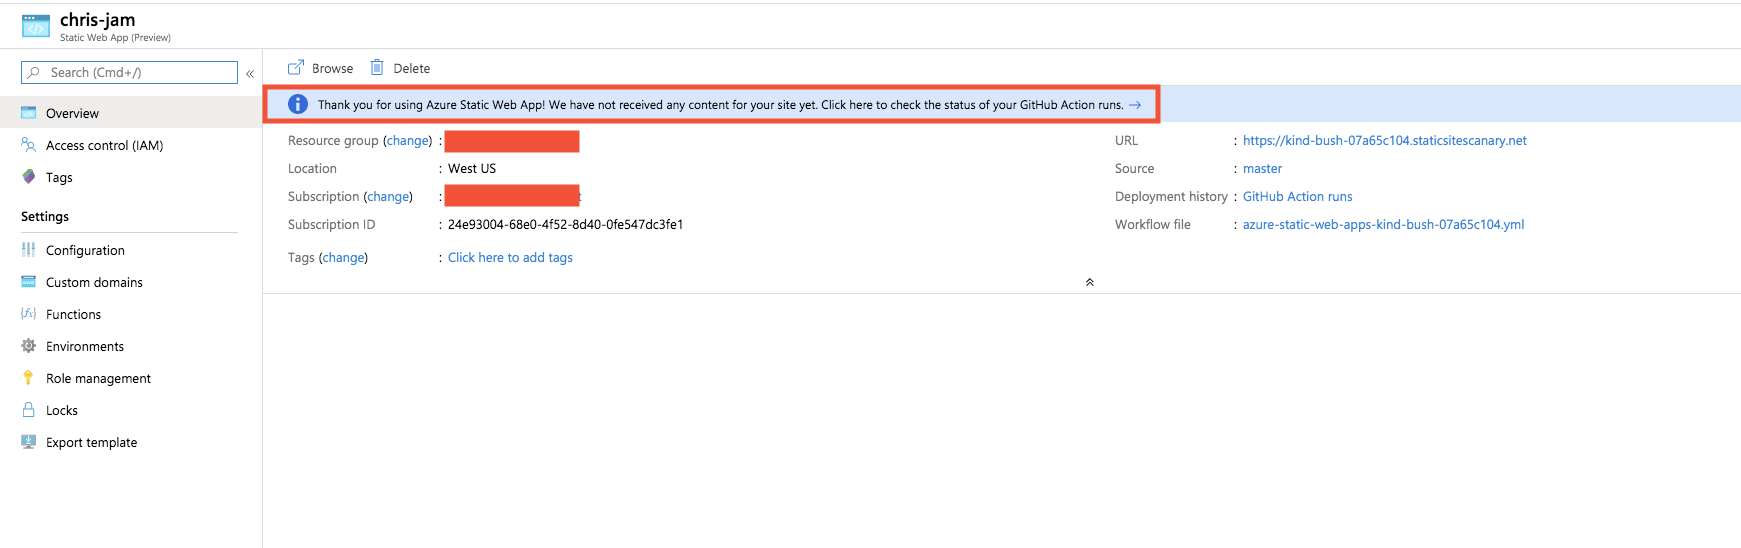 chris-jam
Static Web App (Preview)
Search (Cmd+/)
«
Overview
Access control (IAM)
Tags
Settings
Configuration
Custom domains
Functions
Environments
Role management
Locks
Export template
Browse Delete
Thank you for using Azure Static Web App! We have not received any content for your site yet. Click here to check the status of your GitHub Action runs. →
Resource group (change) :
Location : West US
Subscription (change) :
Subscription ID : 24e93004-68e0-4f52-8d40-0fe547dc3fe1
Tags (change) : Click here to add tags
URL : https://kind-bush-07a65c104.staticsitescanary.net
Source : master
Deployment history : GitHub Action runs
Workflow file : azure-static-web-apps-kind-bush-07a65c104.yml